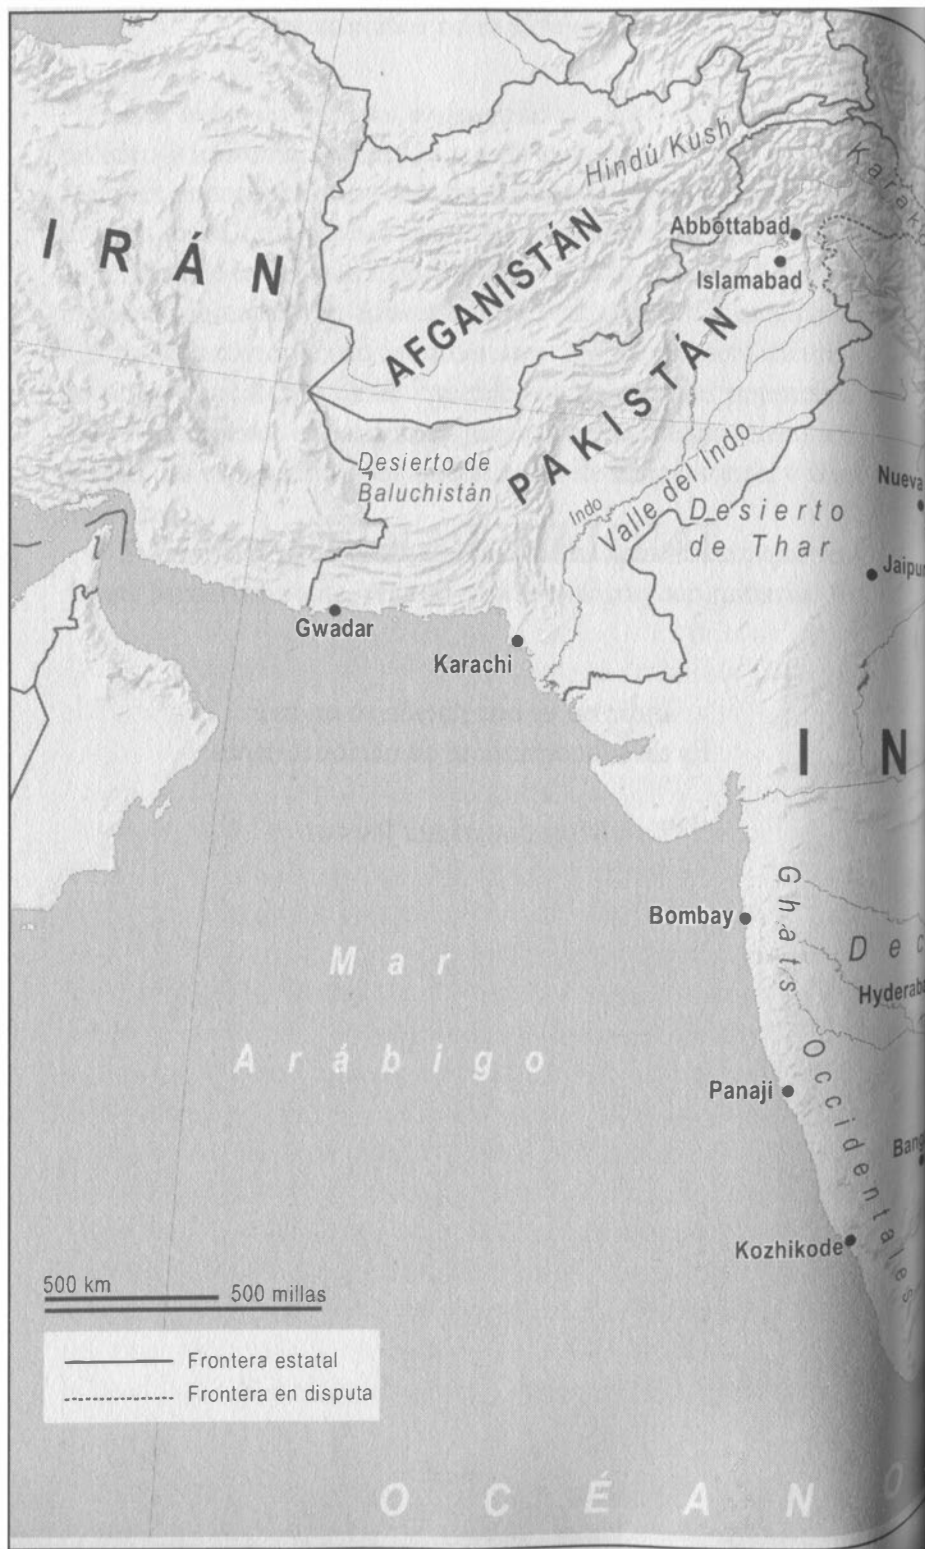 Hindú Kush
IRÁN
Abbottabad
Islamabad
AFGANISTÁN
PAKISTÁN
Desierto de
Baluchistán
Indo
Valle del Indo
Nueva
Desierto
de Thar
Jaipur
Gwadar
Karachi
IN
Bombay
Ghats Occidentales
Dec
Panaji
Kozhikode
Mar
Arábigo
500 km
500 millas
Frontera estatal
Frontera en disputa
OCÉANO